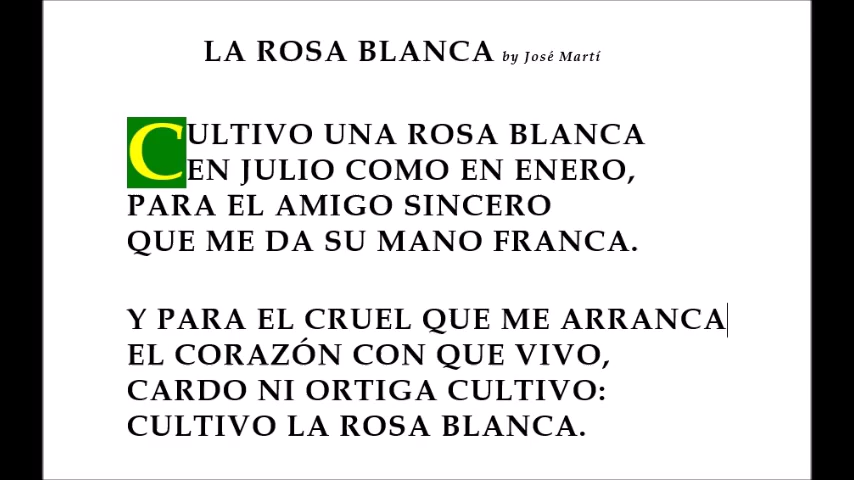 LA ROSA BLANCA by José Martí
CULTIVO UNA ROSA BLANCA
EN JULIO COMO EN ENERO,
PARA EL AMIGO SINCERO
QUE ME DA SU MANO FRANCA.
Y PARA EL CRUEL QUE ME ARRANCA
EL CORAZÓN CON QUE VIVO,
CARDO NI ORTIGA CULTIVO:
CULTIVO LA ROSA BLANCA.